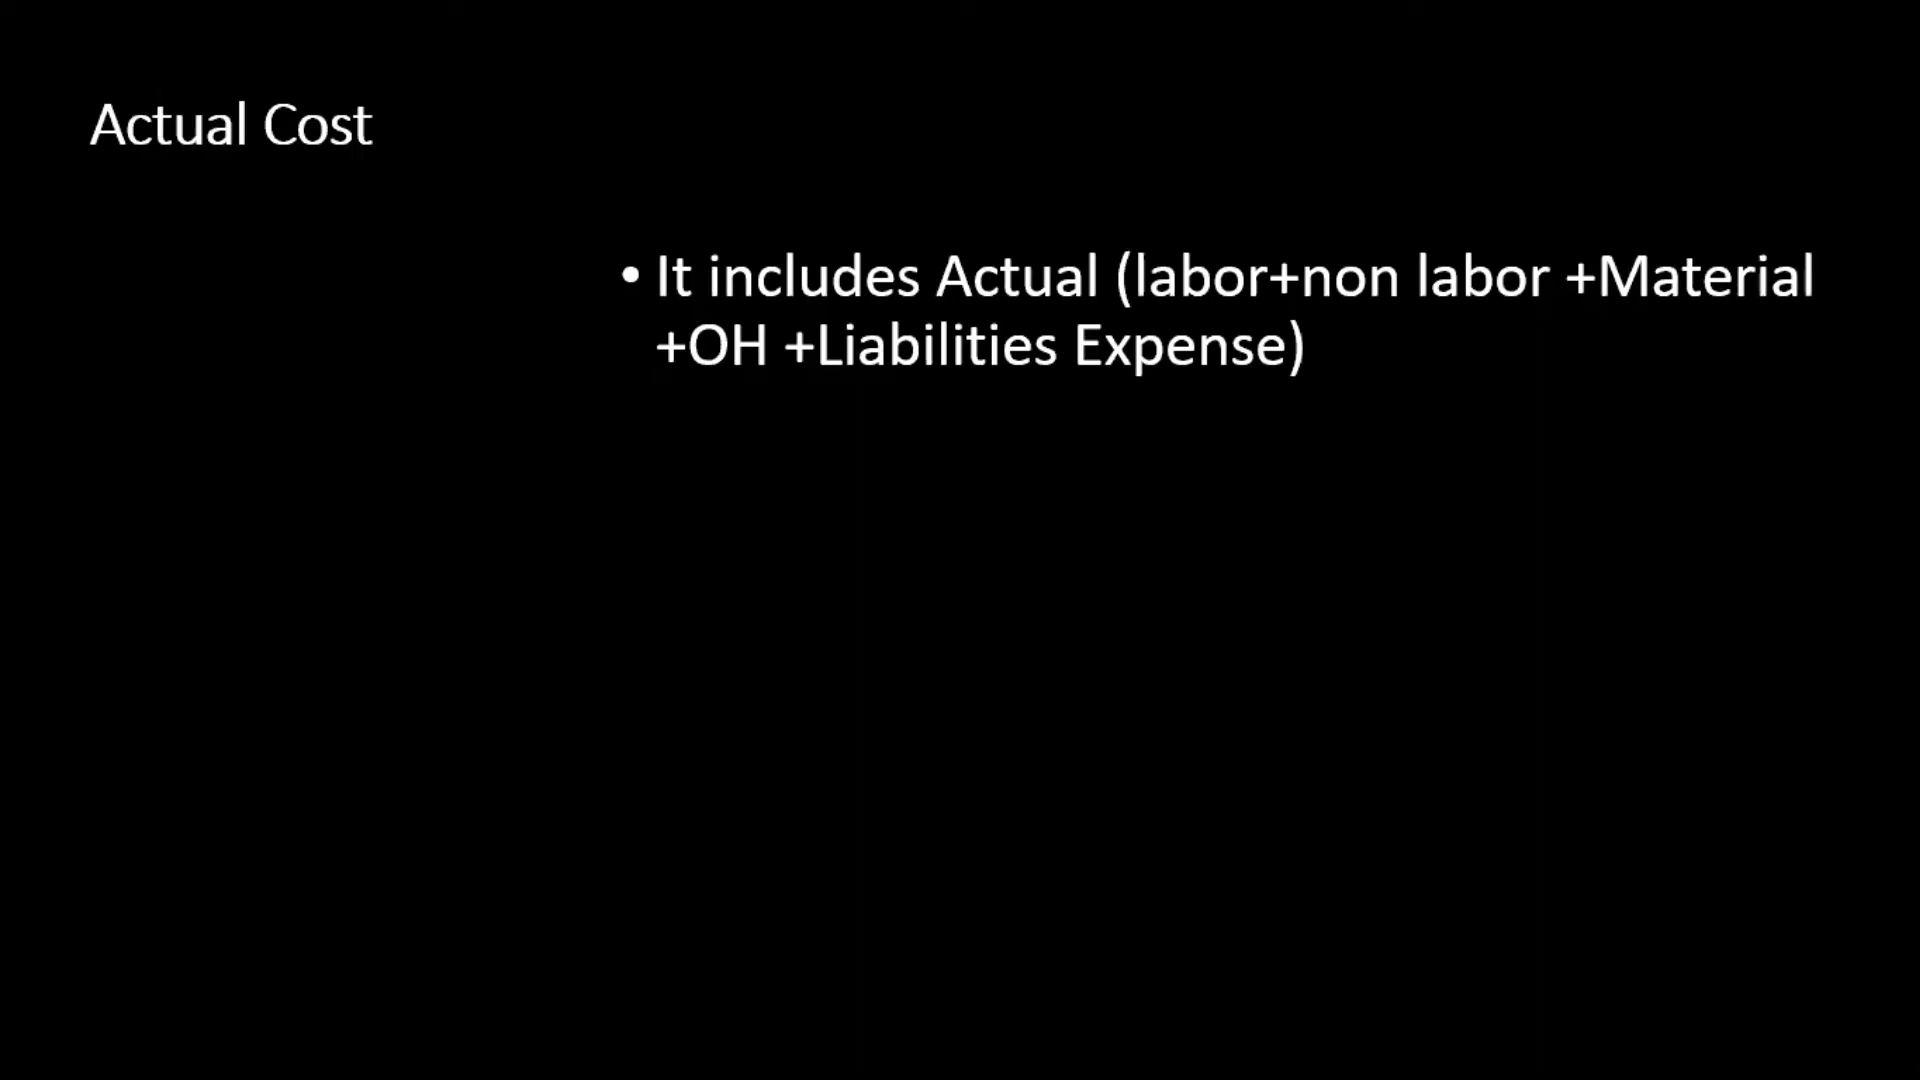 Actual Cost
• It includes Actual (labor+non labor +Material
+OH +Liabilities Expense)